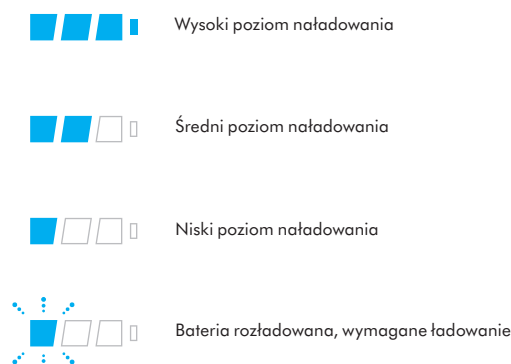 Wysoki poziom naładowania
Średni poziom naładowania
Niski poziom naładowania
Bateria rozładowana, wymagane ładowanie